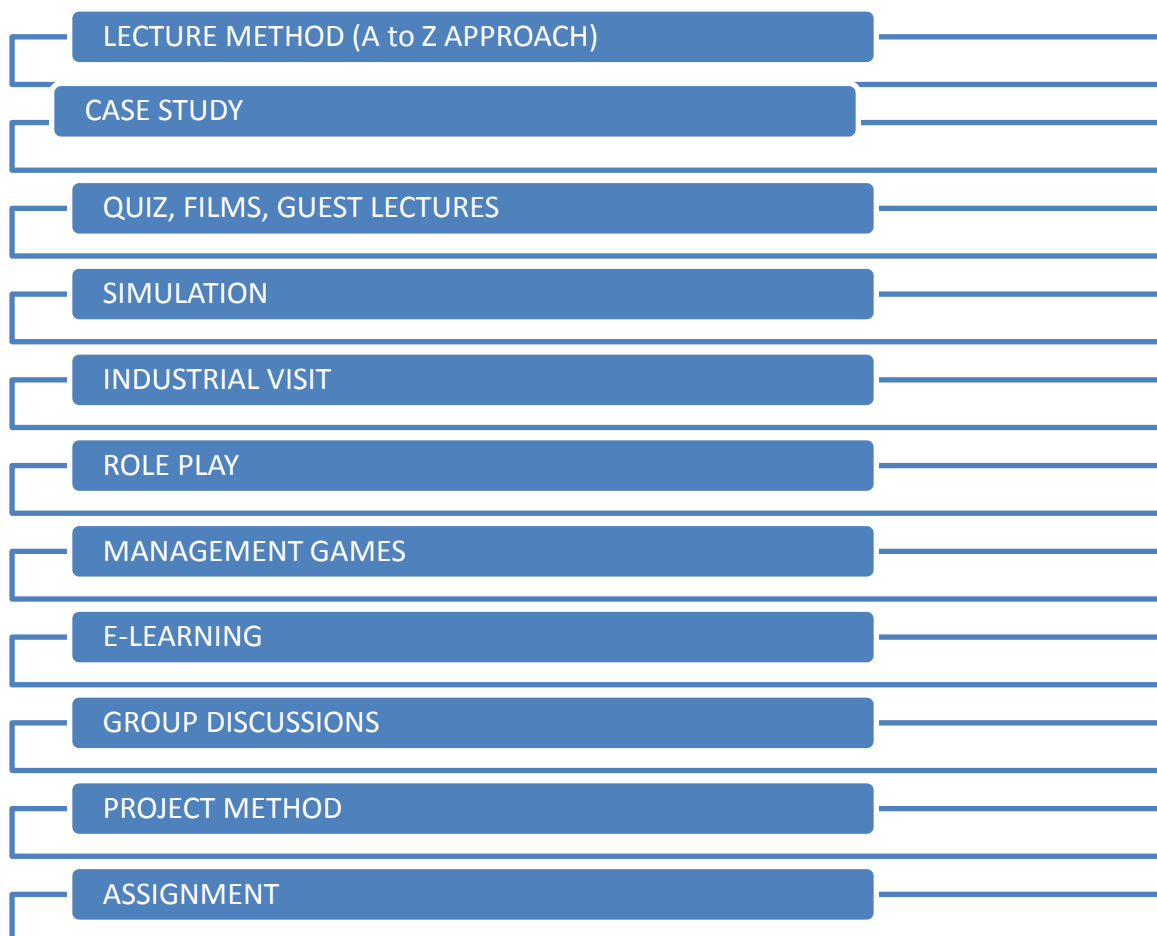 LECTURE METHOD (A to Z APPROACH)
CASE STUDY
QUIZ, FILMS, GUEST LECTURES
SIMULATION
INDUSTRIAL VISIT
ROLE PLAY
MANAGEMENT GAMES
E-LEARNING
GROUP DISCUSSIONS
PROJECT METHOD
ASSIGNMENT